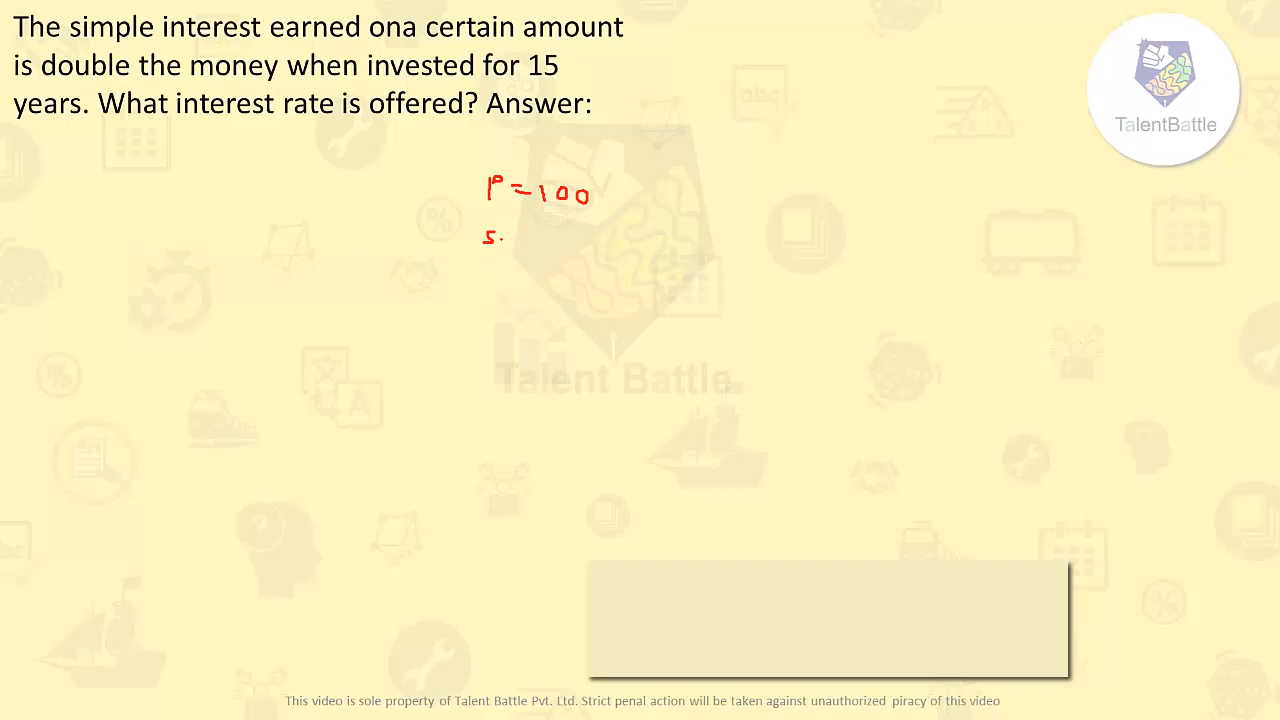 The simple interest earned ona certain amount
is double the money when invested for 15
years. What interest rate is offered? Answer:
TalentBattle
P = 100
S.
Talent Battle
This video is sole property of Talent Battle Pvt. Ltd. Strict penal action will be taken against unauthorized piracy of this video